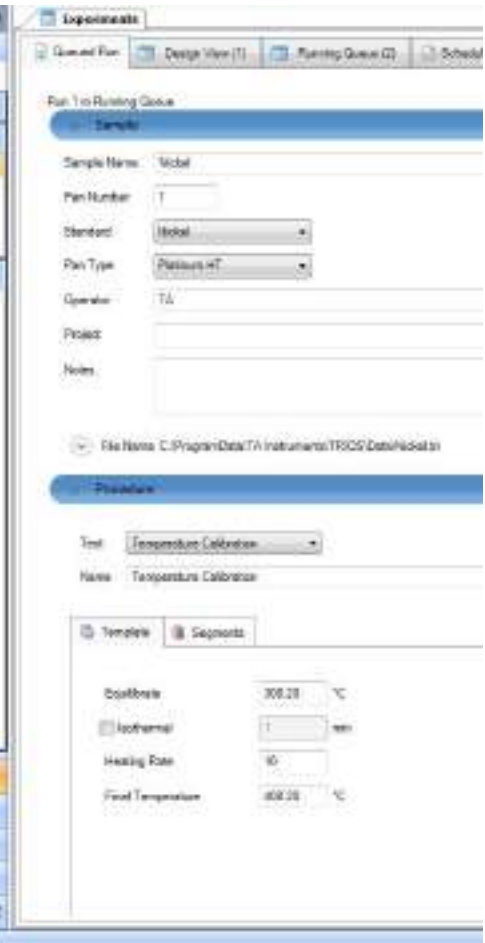 Experiments
Queued Run Design View (1) Running Queue (2) Schedul
Run 1 in Running Queue
Sample
Sample Name Nickel
Pan Number 1
Standard Nickel
Pan Type Platinum HT
Operator TA
Project
Notes
File Name C:\ProgramData\TA Instruments\TRIOS\Data\Nickel.tri
Procedure
Test Temperature Calibration
Name Temperature Calibration
Template Segments
Equilibrate 308.20 °C
Isothermal 1 min
Heating Rate 10
Final Temperature 408.20 °C